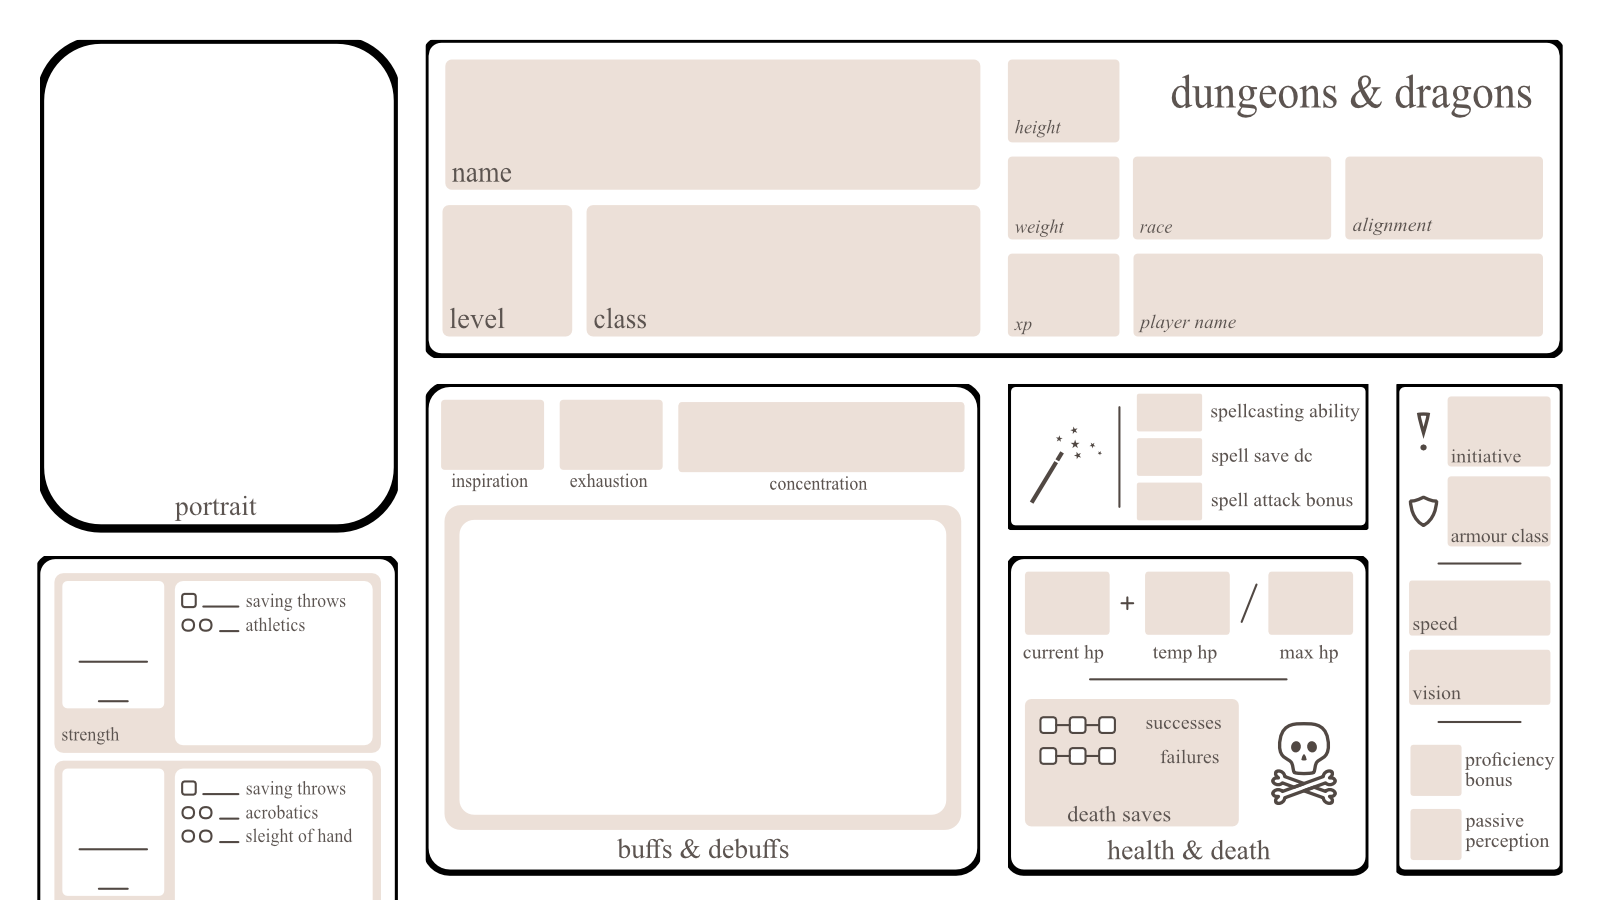 portrait
name
level
class
height
dungeons & dragons
weight
race
alignment
xp
player name
saving throws
athletics
strength
saving throws
acrobatics
sleight of hand
inspiration
exhaustion
concentration
buffs & debuffs
spellcasting ability
spell save dc
spell attack bonus
current hp
+
temp hp
/
max hp
successes
failures
death saves
health & death
initiative
armour class
speed
vision
proficiency
bonus
passive
perception